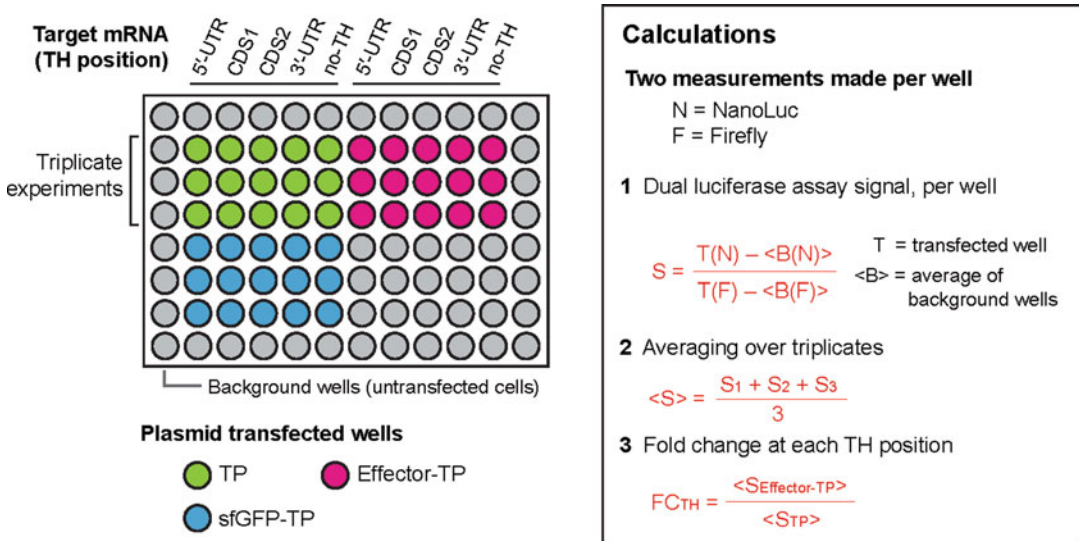 Target mRNA
(TH position)
5'-UTR
CDS1
CDS2
3'-UTR
no-TH
5'-UTR
CDS1
CDS2
3'-UTR
no-TH
Triplicate
experiments
Background wells (untransfected cells)
Plasmid transfected wells
TP
Effector-TP
sfGFP-TP
Calculations
Two measurements made per well
N = NanoLuc
F = Firefly
1 Dual luciferase assay signal, per well
S = T(N) – <B(N)>
T(F) – <B(F)>
T = transfected well
<B> = average of
background wells
2 Averaging over triplicates
<S> = S1 + S2 + S3
3
3 Fold change at each TH position
FCTH = <SEffector-TP>
<STP>